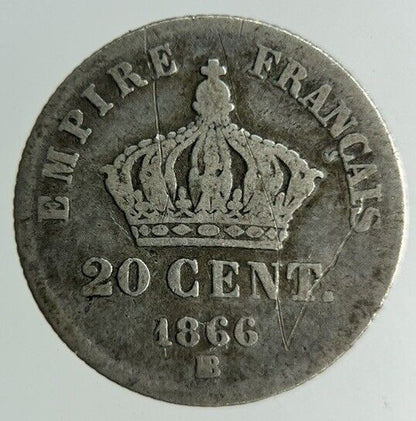 EMPIRE FRANÇAIS
20 CENT.
1866
BB